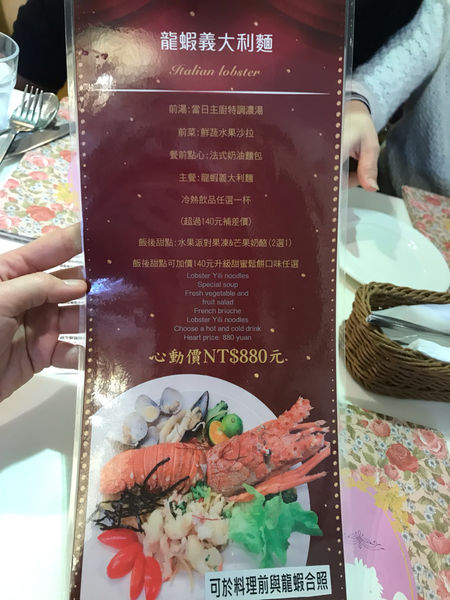 龍蝦義大利麵
Italian lobster
前湯:當日主廚特調濃湯
前菜:鮮蔬水果沙拉
餐前點心:法式奶油麵包
主餐:龍蝦義大利麵
冷熱飲品任選一杯
(超過140元補差價)
飯後甜點:水果派對果凍&芒果奶酪(2選1)
飯後甜點可加價140元升級甜蜜鬆餅口味任選
Lobster Yili noodles
Special soup
Fresh vegetable and
fruit salad
French brioche
Lobster Yili noodles
Choose a hot and cold drink
Heart price: 880 yuan
心動價NT$880元.
可於料理前與龍蝦合照